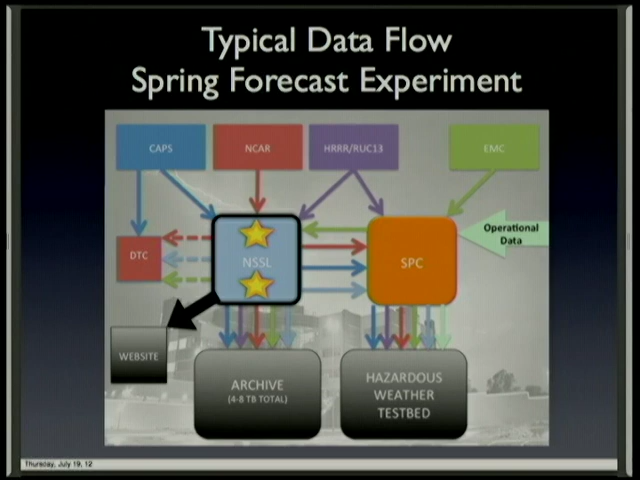 Typical Data Flow
Spring Forecast Experiment
CAPS
NCAR
HRRR/RUC13
EMC
Operational
Data
DTC
NSSL
SPC
WEBSITE
ARCHIVE
(4-8 TB TOTAL)
HAZARDOUS
WEATHER
TESTBED
Thursday, July 19, 12